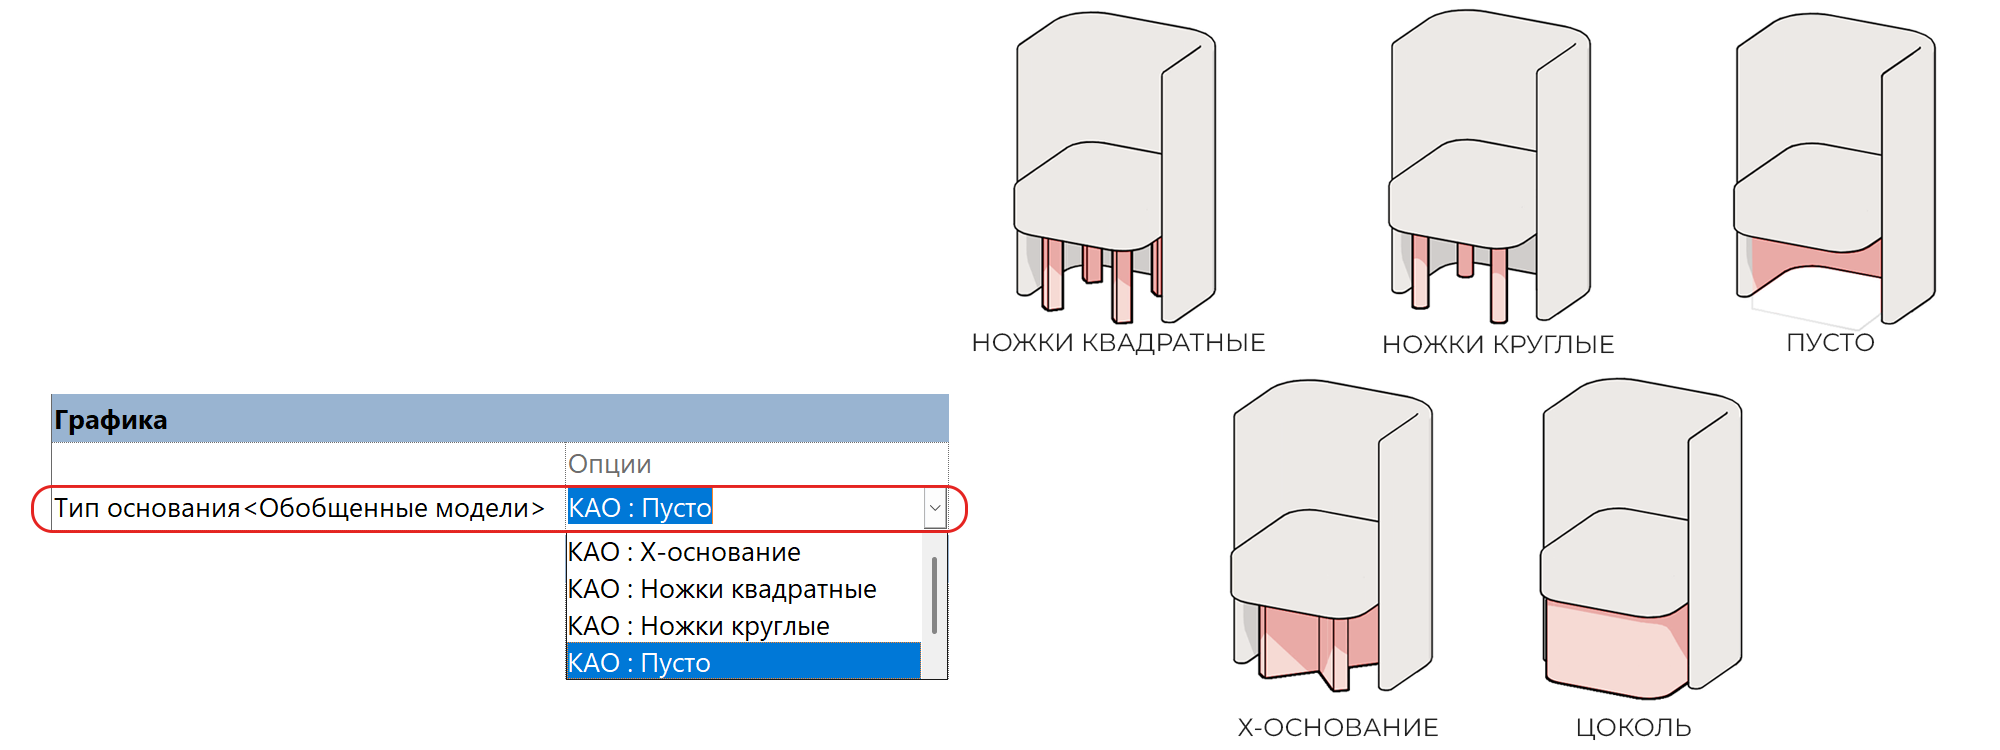 НОЖКИ КВАДРАТНЫЕ
НОЖКИ КРУГЛЫЕ
ПУСТО
Графика
Опции
Тип основания<Обобщенные модели>
КАО : Пусто
КАО : Х-основание
КАО : Ножки квадратные
КАО : Ножки круглые
КАО : Пусто
Х-ОСНОВАНИЕ
ЦОКОЛЬ